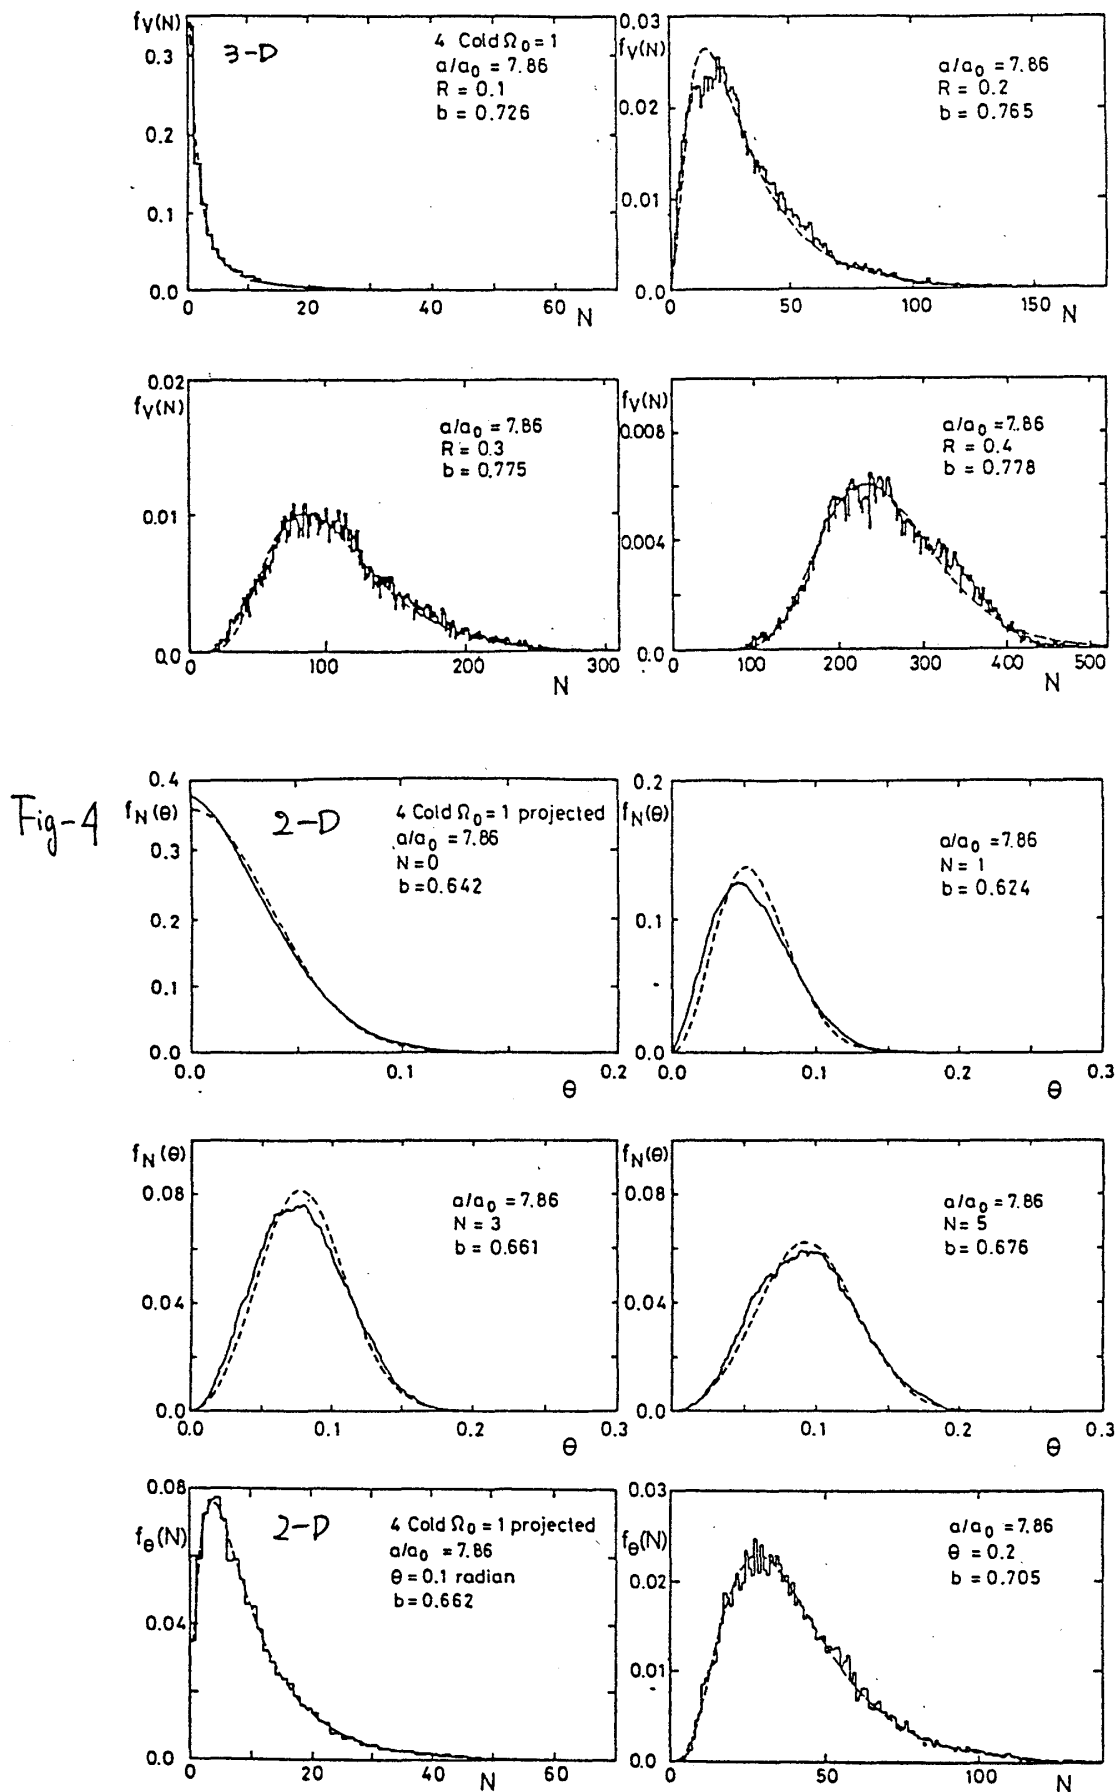 f_V(N)
0.3
0.2
0.1
0.0
3-D
4 Cold Ω₀ = 1
a/a₀ = 7.86
R = 0.1
b = 0.726
0 20 40 60
N
0.03
f_V(N)
0.02
0.01
0.0
a/a₀ = 7.86
R = 0.2
b = 0.765
0 50 100 150
N
0.02
f_V(N)
0.01
0.0
a/a₀ = 7.86
R = 0.3
b = 0.775
0 100 200 300
N
f_V(N)
0.008
0.004
0.0
a/a₀ = 7.86
R = 0.4
b = 0.778
0 100 200 300 400 500
N
Fig-4
0.4
f_N(θ)
0.3
0.2
0.1
0.0
2-D
4 Cold Ω₀ = 1 projected
a/a₀ = 7.86
N = 0
b = 0.642
0.0 0.1 0.2
θ
0.2
f_N(θ)
0.1
0.0
a/a₀ = 7.86
N = 1
b = 0.624
0.0 0.1 0.2 0.3
θ
f_N(θ)
0.08
0.04
0.0
a/a₀ = 7.86
N = 3
b = 0.661
0.0 0.1 0.2 0.3
θ
f_N(θ)
0.08
0.04
0.0
a/a₀ = 7.86
N = 5
b = 0.676
0.0 0.1 0.2 0.3
θ
0.08
f_θ(N)
0.04
0.0
2-D
4 Cold Ω₀ = 1 projected
a/a₀ = 7.86
θ = 0.1 radian
b = 0.662
0 20 40 60
N
0.03
f_θ(N)
0.02
0.01
0.0
a/a₀ = 7.86
θ = 0.2
b = 0.705
0 50 100
N